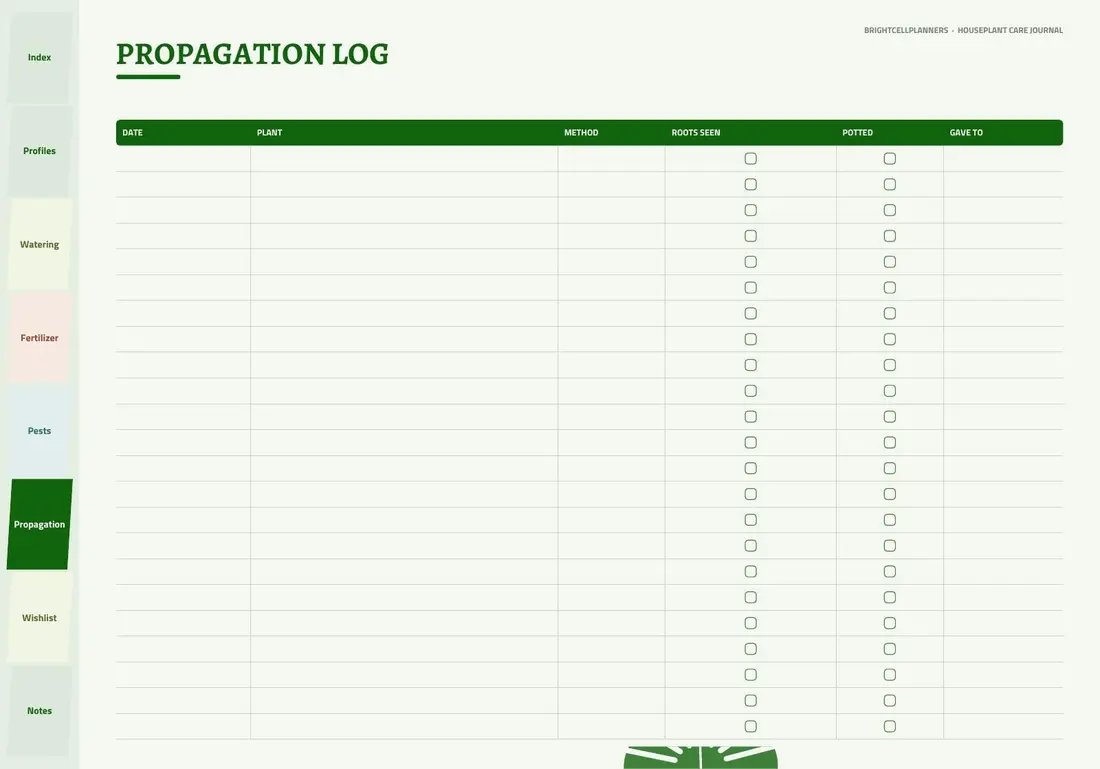 Index
Profiles
Watering
Fertilizer
Pests
Propagation
Wishlist
Notes
BRIGHTCELLPLANNERS · HOUSEPLANT CARE JOURNAL
PROPAGATION LOG
DATE PLANT METHOD ROOTS SEEN POTTED GAVE TO